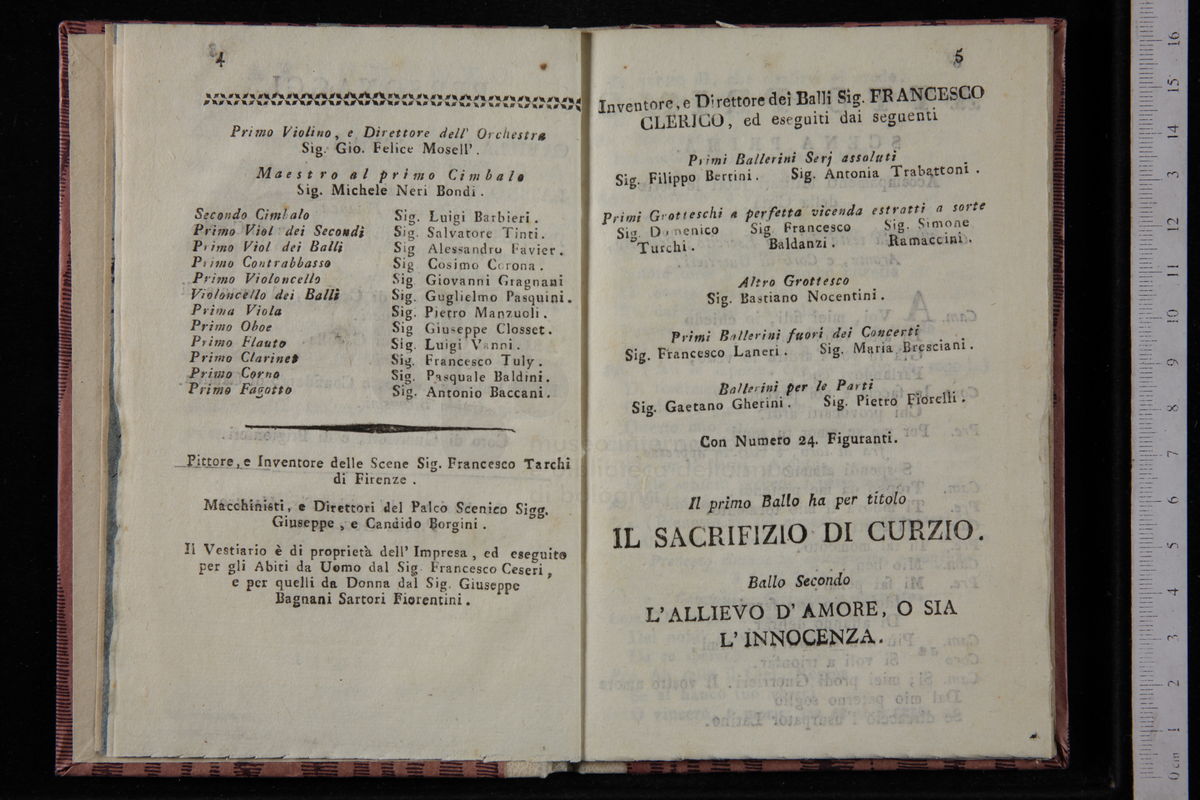 4
Primo Violino, e Direttore dell' Orchestra
Sig. Gio. Felice Mosell'.
Maestro al primo Cimbalo
Sig. Michele Neri Bondi.
Secondo Cimbalo Sig. Luigi Barbieri.
Primo Viol dei Secondi Sig. Salvatore Tinti.
Primo Viol dei Balli Sig Alessandro Favier.
Primo Contrabbasso Sig Cosimo Corona.
Primo Violoncello Sig Giovanni Gragnani
Violoncello dei Balli Sig. Guglielmo Pasquini.
Prima Viola Sig. Pietro Manzuoli.
Primo Oboe Sig Giuseppe Closset.
Primo Flauto Sig. Luigi Vanni.
Primo Clarinet Sig. Francesco Tuly.
Primo Corno Sig. Pasquale Baldini.
Primo Fagotto Sig. Antonio Baccani.
Pittore, e Inventore delle Scene Sig. Francesco Tarchi
di Firenze.
Macchinisti, e Direttori del Palco Scenico Sigg.
Giuseppe, e Candido Borgini.
Il Vestiario è di proprietà dell' Impresa, ed eseguito
per gli Abiti da Uomo dal Sig. Francesco Ceseri,
e per quelli da Donna dal Sig. Giuseppe
Bagnani Sartori Fiorentini.
5
Inventore, e Direttore dei Balli Sig. FRANCESCO
CLERICO, ed eseguiti dai seguenti
Primi Ballerini Serj assoluti
Sig. Filippo Bertini. Sig. Antonia Trabattoni.
Primi Grotteschi a perfetta vicenda estratti a sorte
Sig. Domenico Sig. Francesco Sig. Simone
Turchi. Baldanzi. Ramaccini.
Altro Grottesco
Sig. Bastiano Nocentini.
Primi Ballerini fuori dei Concerti
Sig. Francesco Laneri. Sig. Maria Bresciani.
Ballerini per le Parti
Sig. Gaetano Gherini. Sig. Pietro Fiorelli.
Con Numero 24. Figuranti.
Il primo Ballo ha per titolo
IL SACRIFIZIO DI CURZIO.
Ballo Secondo
L'ALLIEVO D'AMORE, O SIA
L'INNOCENZA.